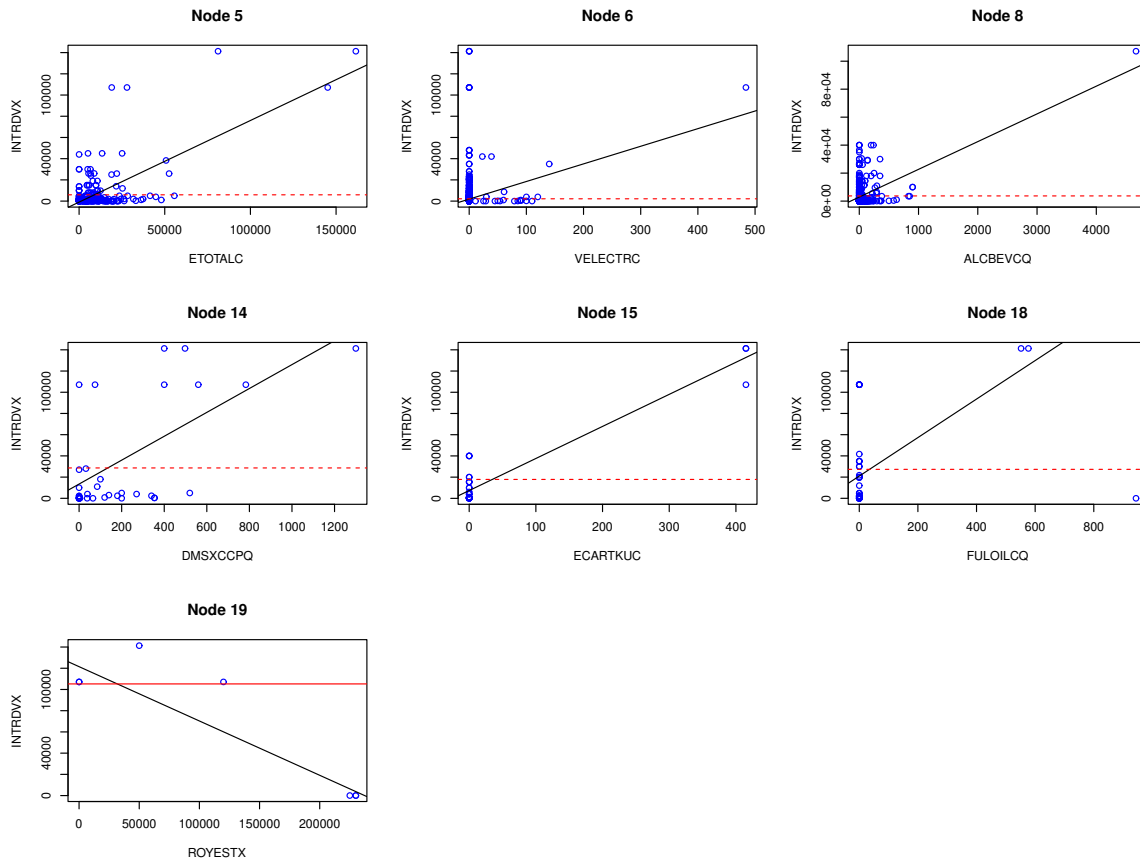 Node 5
INTRDVX
0
40000
100000
0
50000
100000
150000
ETOTALC
Node 6
INTRDVX
0
40000
100000
0
100
200
300
400
500
VELECTRC
Node 8
INTRDVX
0e+00
4e+04
8e+04
0
1000
2000
3000
4000
ALCBEVCQ
Node 14
INTRDVX
0
40000
100000
0
200
400
600
800
1000
1200
DMSXCCPQ
Node 15
INTRDVX
0
40000
100000
0
100
200
300
400
ECARTKUC
Node 18
INTRDVX
0
40000
100000
0
200
400
600
800
FULOILCQ
Node 19
INTRDVX
0
40000
100000
0
50000
100000
150000
200000
ROYESTX